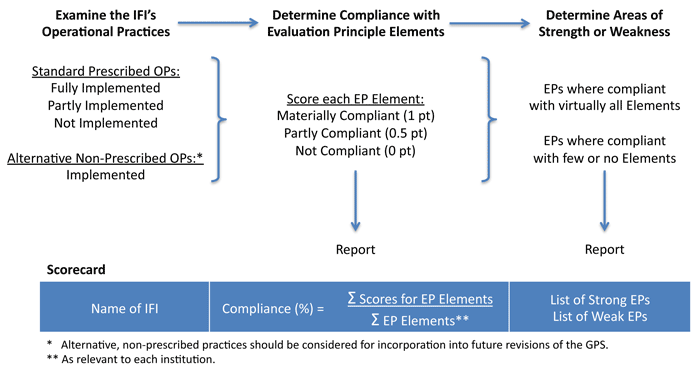 Examine the IFI's
Operational Practices
Determine Compliance with
Evaluation Principle Elements
Determine Areas of
Strength or Weakness
Standard Prescribed OPs:
Fully Implemented
Partly Implemented
Not Implemented
Alternative Non-Prescribed OPs:*
Implemented
Score each EP Element:
Materially Compliant (1 pt)
Partly Compliant (0.5 pt)
Not Compliant (0 pt)
EPs where compliant
with virtually all Elements
EPs where compliant
with few or no Elements
Report
Report
Scorecard
Name of IFI
Compliance (%) =
∑ Scores for EP Elements
∑ EP Elements**
List of Strong EPs
List of Weak EPs
* Alternative, non-prescribed practices should be considered for incorporation into future revisions of the GPS.
** As relevant to each institution.